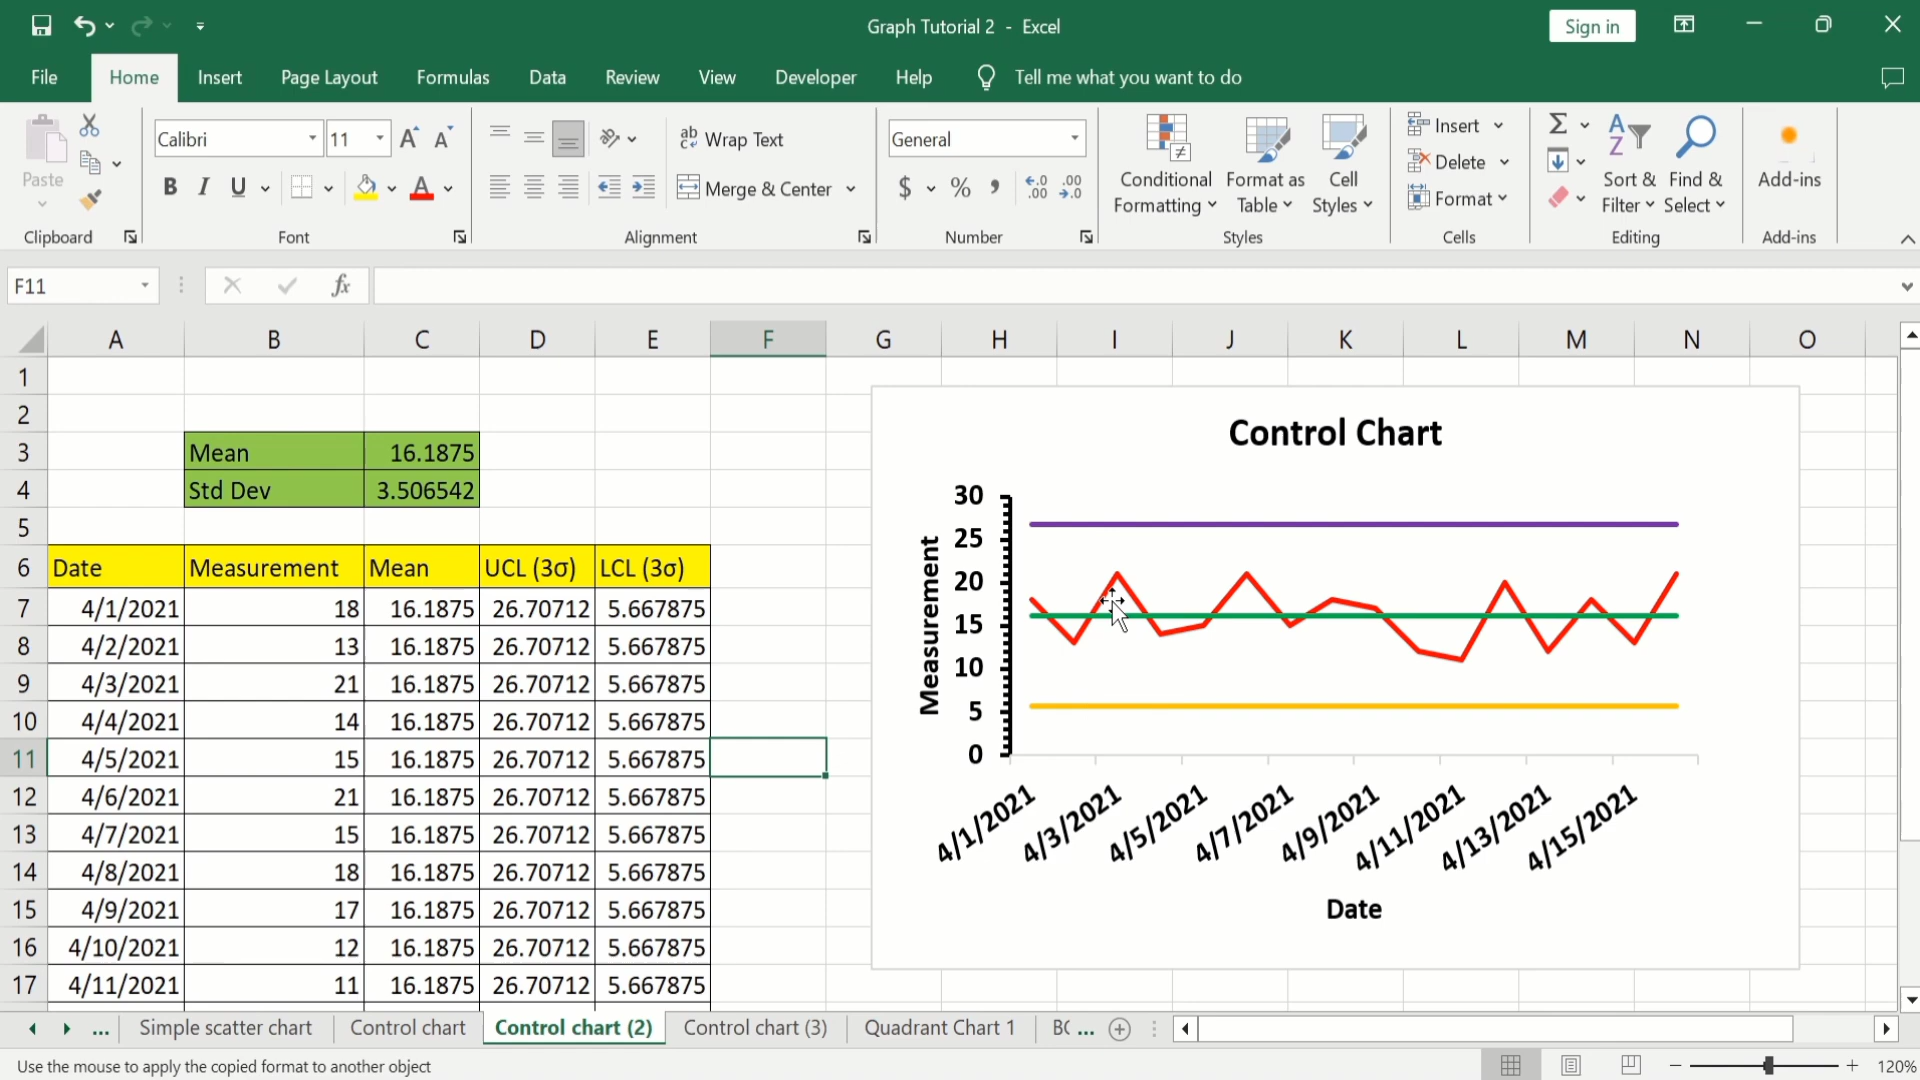 Graph Tutorial 2 - Excel
Sign in
File Home Insert Page Layout Formulas Data Review View Developer Help Tell me what you want to do
Paste
Clipboard
Calibri 11
B I U
Font
Wrap Text
Merge & Center
Alignment
General
$ % ,
Number
Conditional Formatting
Format as Table
Cell Styles
Styles
Insert
Delete
Format
Cells
Sort & Filter
Find & Select
Editing
Add-ins
Add-ins
F11 fx
A B C D E F G H I J K L M N O
1
2
3 Mean 16.1875
4 Std Dev 3.506542
5
6 Date Measurement Mean UCL (3σ) LCL (3σ)
7 4/1/2021 18 16.1875 26.70712 5.667875
8 4/2/2021 13 16.1875 26.70712 5.667875
9 4/3/2021 21 16.1875 26.70712 5.667875
10 4/4/2021 14 16.1875 26.70712 5.667875
11 4/5/2021 15 16.1875 26.70712 5.667875
12 4/6/2021 21 16.1875 26.70712 5.667875
13 4/7/2021 15 16.1875 26.70712 5.667875
14 4/8/2021 18 16.1875 26.70712 5.667875
15 4/9/2021 17 16.1875 26.70712 5.667875
16 4/10/2021 12 16.1875 26.70712 5.667875
17 4/11/2021 11 16.1875 26.70712 5.667875
Control Chart
Measurement
30
25
20
15
10
5
0
4/1/2021 4/3/2021 4/5/2021 4/7/2021 4/9/2021 4/11/2021 4/13/2021 4/15/2021
Date
... Simple scatter chart Control chart Control chart (2) Control chart (3) Quadrant Chart 1 ...
Use the mouse to apply the copied format to another object
120%